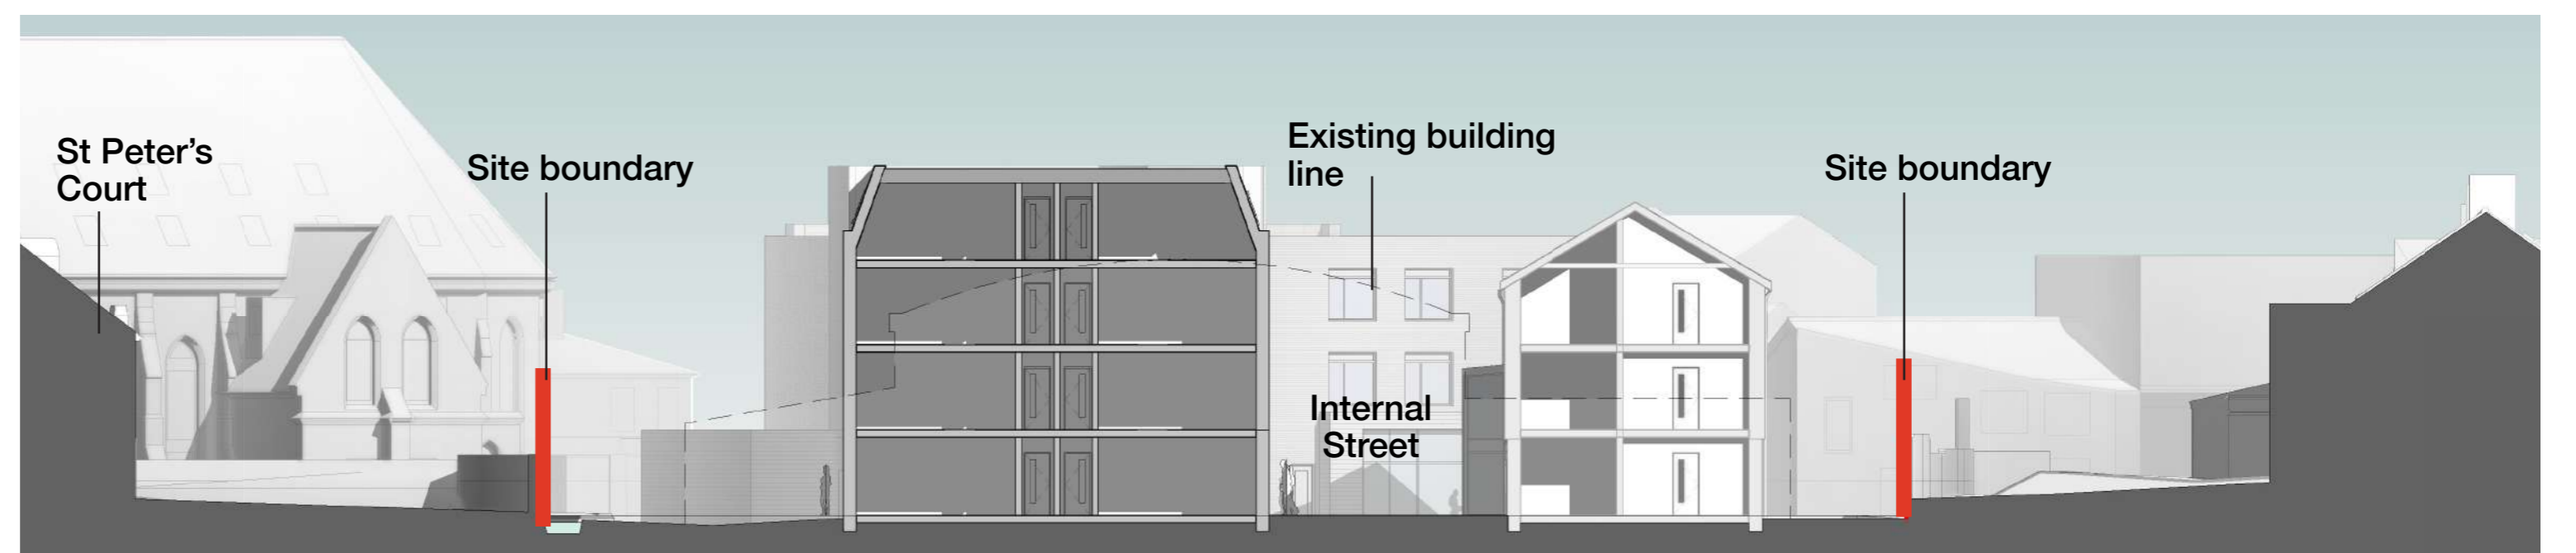 St Peter’s
Court
Site boundary
Existing building
line
Site boundary
Internal
Street